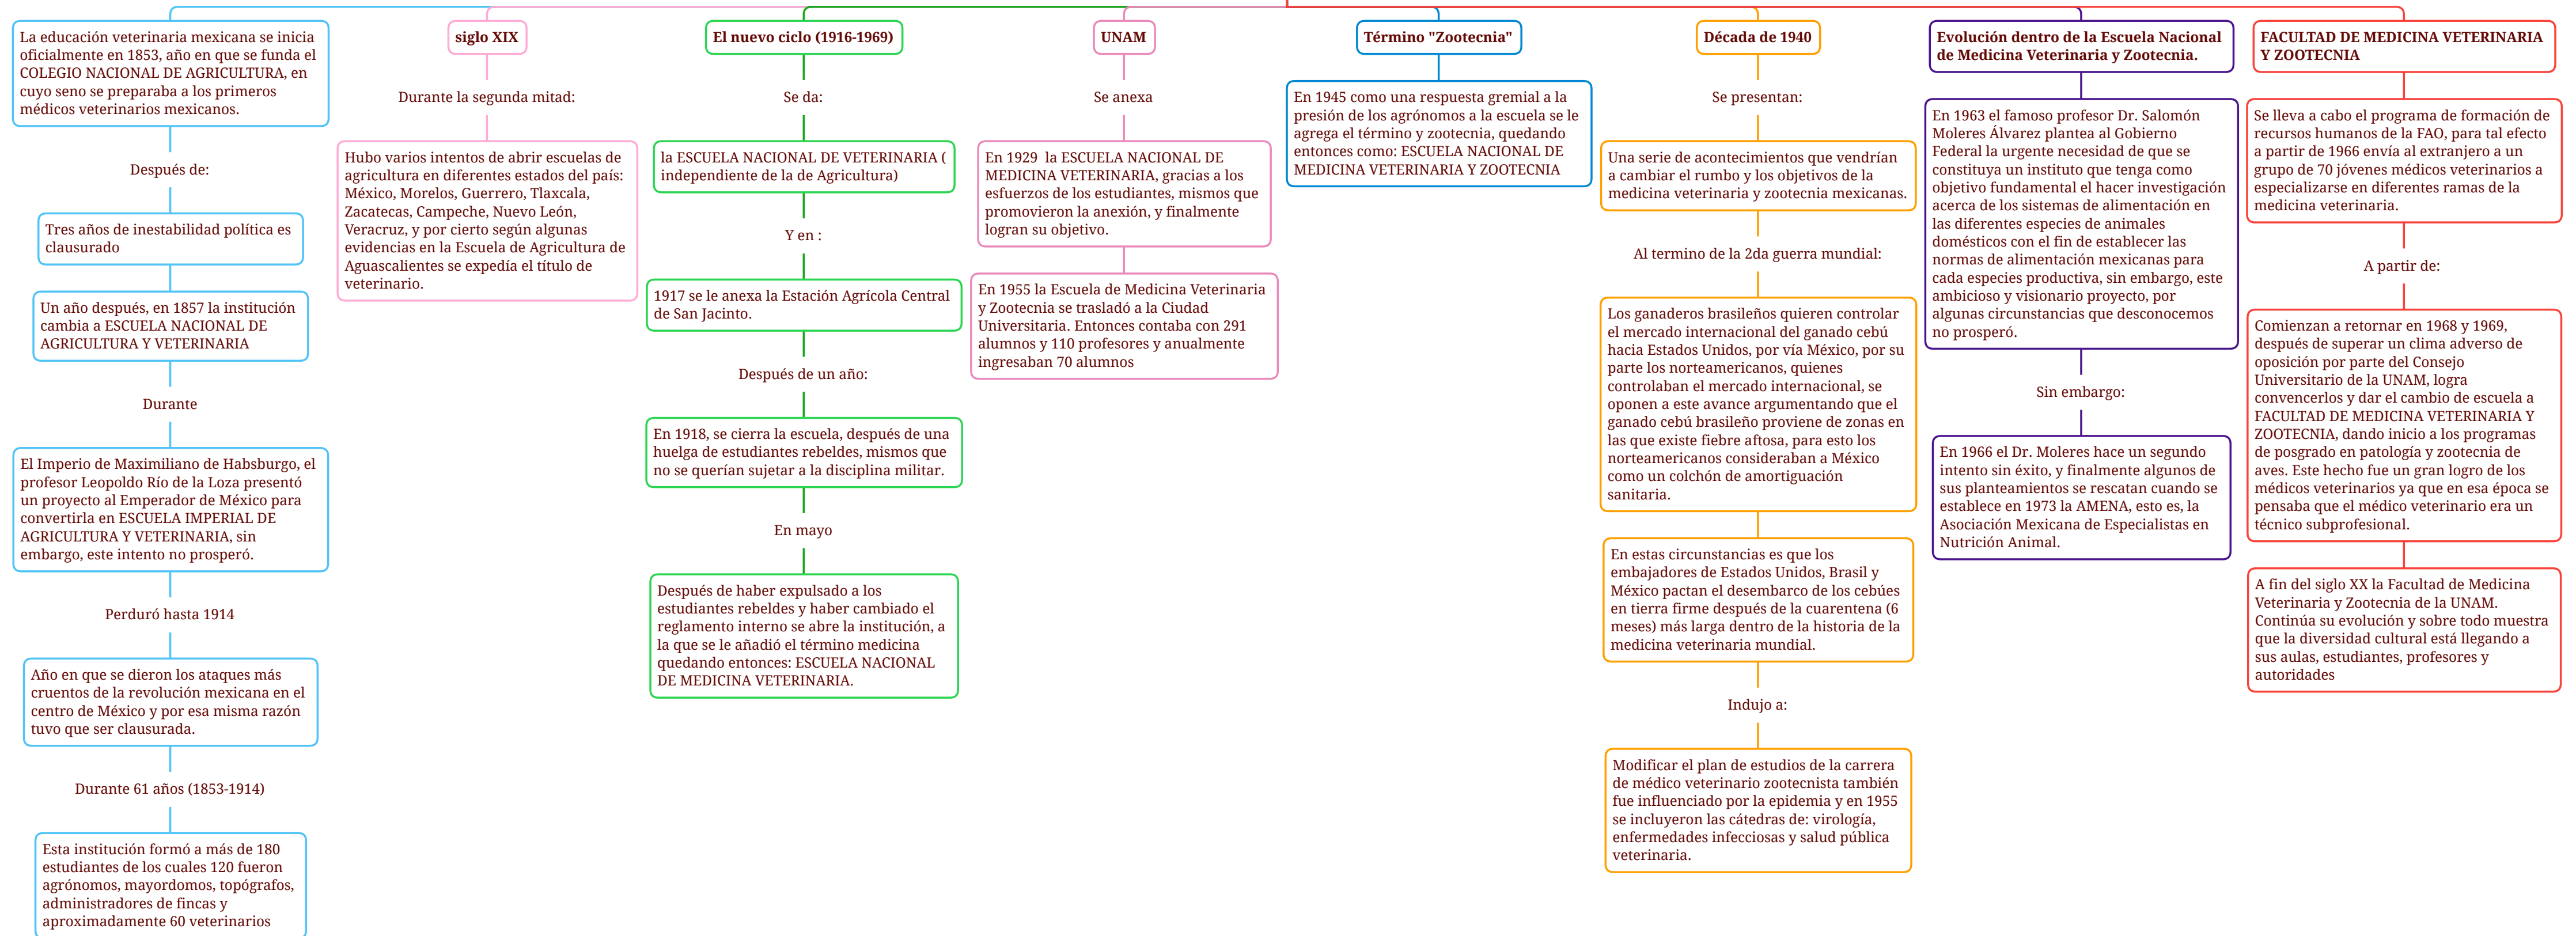 La educación veterinaria mexicana se inicia
oficialmente en 1853, año en que se funda el
COLEGIO NACIONAL DE AGRICULTURA, en
cuyo seno se preparaba a los primeros
médicos veterinarios mexicanos.
Después de:
Tres años de inestabilidad política es
clausurado
Un año después, en 1857 la institución
cambia a ESCUELA NACIONAL DE
AGRICULTURA Y VETERINARIA
Durante
El Imperio de Maximiliano de Habsburgo, el
profesor Leopoldo Río de la Loza presentó
un proyecto al Emperador de México para
convertirla en ESCUELA IMPERIAL DE
AGRICULTURA Y VETERINARIA, sin
embargo, este intento no prosperó.
Perduró hasta 1914
Año en que se dieron los ataques más
cruentos de la revolución mexicana en el
centro de México y por esa misma razón
tuvo que ser clausurada.
Durante 61 años (1853-1914)
Esta institución formó a más de 180
estudiantes de los cuales 120 fueron
agrónomos, mayordomos, topógrafos,
administradores de fincas y
aproximadamente 60 veterinarios
siglo XIX
Durante la segunda mitad:
Hubo varios intentos de abrir escuelas de
agricultura en diferentes estados del país:
México, Morelos, Guerrero, Tlaxcala,
Zacatecas, Campeche, Nuevo León,
Veracruz, y por cierto según algunas
evidencias en la Escuela de Agricultura de
Aguascalientes se expedía el título de
veterinario.
El nuevo ciclo (1916-1969)
Se da:
la ESCUELA NACIONAL DE VETERINARIA (
independiente de la de Agricultura)
Y en :
1917 se le anexa la Estación Agrícola Central
de San Jacinto.
Después de un año:
En 1918, se cierra la escuela, después de una
huelga de estudiantes rebeldes, mismos que
no se querían sujetar a la disciplina militar.
En mayo
Después de haber expulsado a los
estudiantes rebeldes y haber cambiado el
reglamento interno se abre la institución, a
la que se le añadió el término medicina
quedando entonces: ESCUELA NACIONAL
DE MEDICINA VETERINARIA.
UNAM
Se anexa
En 1929 la ESCUELA NACIONAL DE
MEDICINA VETERINARIA, gracias a los
esfuerzos de los estudiantes, mismos que
promovieron la anexión, y finalmente
logran su objetivo.
En 1955 la Escuela de Medicina Veterinaria
y Zootecnia se trasladó a la Ciudad
Universitaria. Entonces contaba con 291
alumnos y 110 profesores y anualmente
ingresaban 70 alumnos
Término "Zootecnia"
En 1945 como una respuesta gremial a la
presión de los agrónomos a la escuela se le
agrega el término y zootecnia, quedando
entonces como: ESCUELA NACIONAL DE
MEDICINA VETERINARIA Y ZOOTECNIA
Década de 1940
Se presentan:
Una serie de acontecimientos que vendrían
a cambiar el rumbo y los objetivos de la
medicina veterinaria y zootecnia mexicanas.
Al termino de la 2da guerra mundial:
Los ganaderos brasileños quieren controlar
el mercado internacional del ganado cebú
hacia Estados Unidos, por vía México, por su
parte los norteamericanos, quienes
controlaban el mercado internacional, se
oponen a este avance argumentando que el
ganado cebú brasileño proviene de zonas en
las que existe fiebre aftosa, para esto los
norteamericanos consideraban a México
como un colchón de amortiguación
sanitaria.
En estas circunstancias es que los
embajadores de Estados Unidos, Brasil y
México pactan el desembarco de los cebúes
en tierra firme después de la cuarentena (6
meses) más larga dentro de la historia de la
medicina veterinaria mundial.
Indujo a:
Modificar el plan de estudios de la carrera
de médico veterinario zootecnista también
fue influenciado por la epidemia y en 1955
se incluyeron las cátedras de: virología,
enfermedades infecciosas y salud pública
veterinaria.
Evolución dentro de la Escuela Nacional
de Medicina Veterinaria y Zootecnia.
En 1963 el famoso profesor Dr. Salomón
Moleres Álvarez plantea al Gobierno
Federal la urgente necesidad de que se
constituya un instituto que tenga como
objetivo fundamental el hacer investigación
acerca de los sistemas de alimentación en
las diferentes especies de animales
domésticos con el fin de establecer las
normas de alimentación mexicanas para
cada especies productiva, sin embargo, este
ambicioso y visionario proyecto, por
algunas circunstancias que desconocemos
no prosperó.
Sin embargo:
En 1966 el Dr. Moleres hace un segundo
intento sin éxito, y finalmente algunos de
sus planteamientos se rescatan cuando se
establece en 1973 la AMENA, esto es, la
Asociación Mexicana de Especialistas en
Nutrición Animal.
FACULTAD DE MEDICINA VETERINARIA
Y ZOOTECNIA
Se lleva a cabo el programa de formación de
recursos humanos de la FAO, para tal efecto
a partir de 1966 envía al extranjero a un
grupo de 70 jóvenes médicos veterinarios a
especializarse en diferentes ramas de la
medicina veterinaria.
A partir de:
Comienzan a retornar en 1968 y 1969,
después de superar un clima adverso de
oposición por parte del Consejo
Universitario de la UNAM, logra
convencerlos y dar el cambio de escuela a
FACULTAD DE MEDICINA VETERINARIA Y
ZOOTECNIA, dando inicio a los programas
de posgrado en patología y zootecnia de
aves. Este hecho fue un gran logro de los
médicos veterinarios ya que en esa época se
pensaba que el médico veterinario era un
técnico subprofesional.
A fin del siglo XX la Facultad de Medicina
Veterinaria y Zootecnia de la UNAM.
Continúa su evolución y sobre todo muestra
que la diversidad cultural está llegando a
sus aulas, estudiantes, profesores y
autoridades